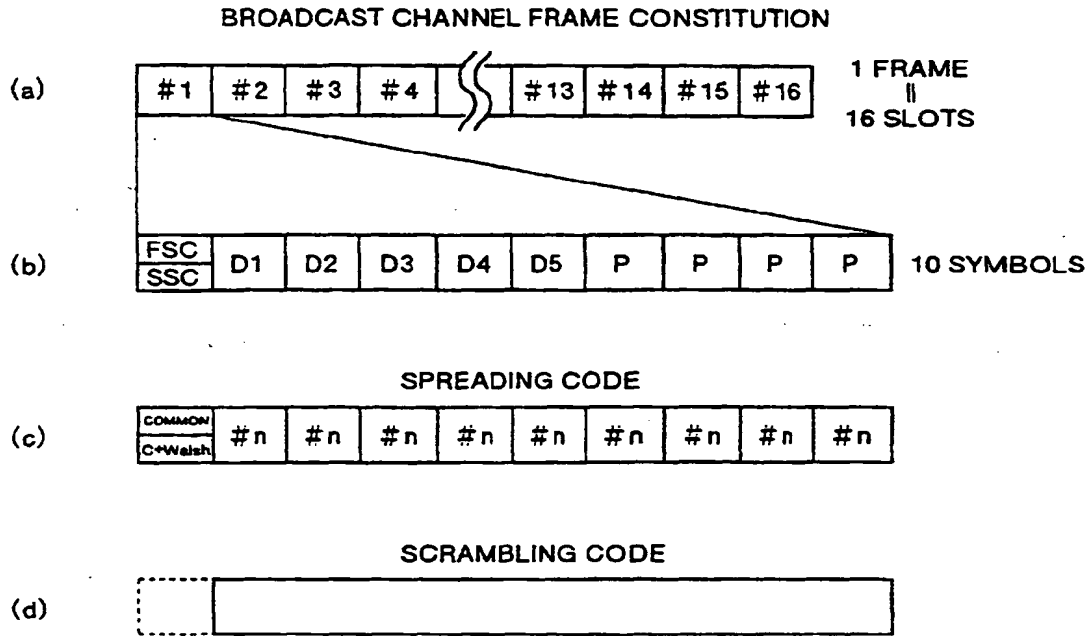 BROADCAST CHANNEL FRAME CONSTITUTION
(a) #1 #2 #3 #4 #13 #14 #15 #16 1 FRAME
||
16 SLOTS
(b) FSC SSC D1 D2 D3 D4 D5 P P P P 10 SYMBOLS
SPREADING CODE
(c) COMMON C+Walsh #n #n #n #n #n #n #n #n #n
SCRAMBLING CODE
(d)